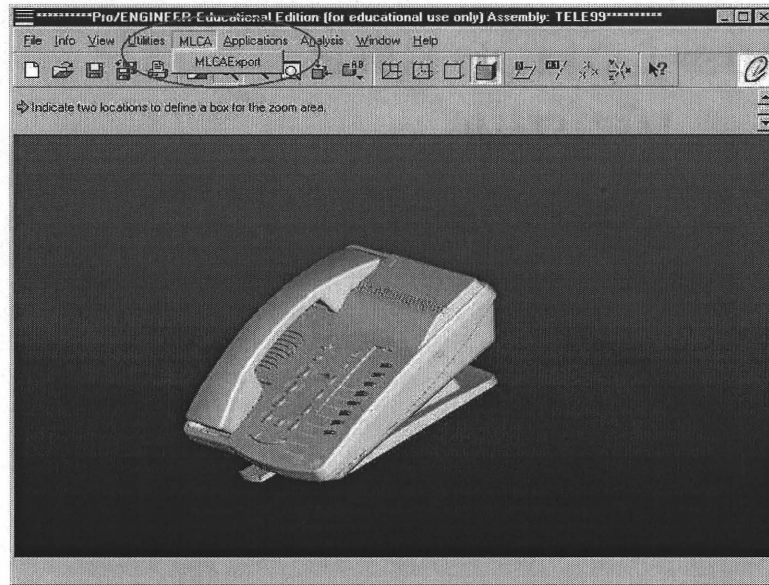 **********Pro/ENGINEER Educational Edition (for educational use only) Assembly: TELE99**********
File Info View Utilities MLCA Applications Analysis Window Help
MLCAExport
Indicate two locations to define a box for the zoom area.